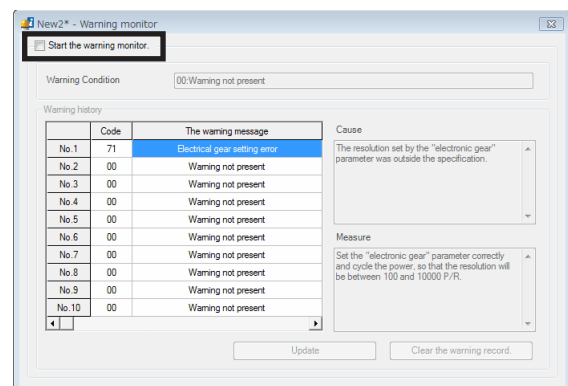 New2* - Warning monitor
Start the warning monitor.
Warning Condition
00:Warning not present
Warning history
Code The warning message
No.1 71 Electrical gear setting error
No.2 00 Warning not present
No.3 00 Warning not present
No.4 00 Warning not present
No.5 00 Warning not present
No.6 00 Warning not present
No.7 00 Warning not present
No.8 00 Warning not present
No.9 00 Warning not present
No.10 00 Warning not present
Cause
The resolution set by the "electronic gear"
parameter was outside the specification.
Measure
Set the "electronic gear" parameter correctly
and cycle the power, so that the resolution will
be between 100 and 10000 P/R.
Update
Clear the warning record.